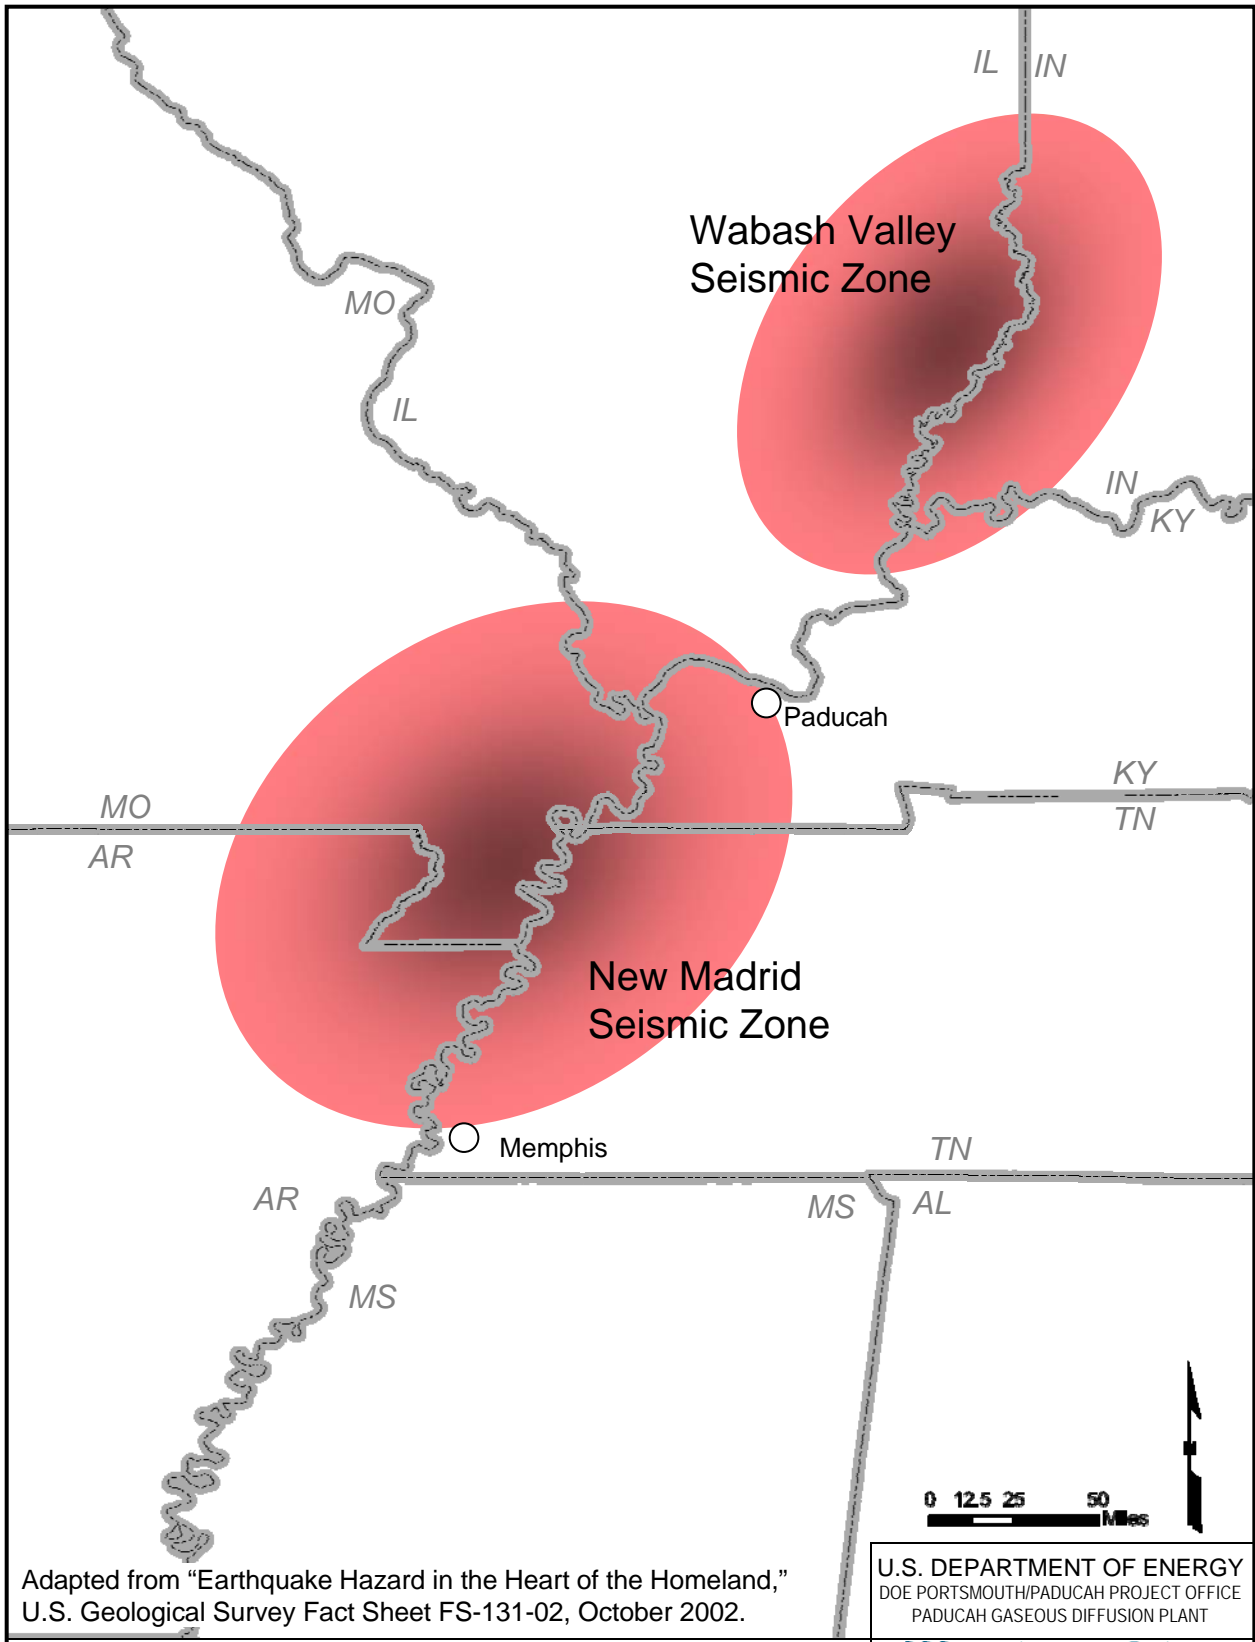 IL IN
Wabash Valley
Seismic Zone
MO
IL
IN
KY
Paducah
KY
TN
MO
AR
New Madrid
Seismic Zone
Memphis
TN
AR
MS AL
MS
0 12.5 25 50
Miles
Adapted from “Earthquake Hazard in the Heart of the Homeland,”
U.S. Geological Survey Fact Sheet FS-131-02, October 2002.
U.S. DEPARTMENT OF ENERGY
DOE PORTSMOUTH/PADUCAH PROJECT OFFICE
PADUCAH GASEOUS DIFFUSION PLANT